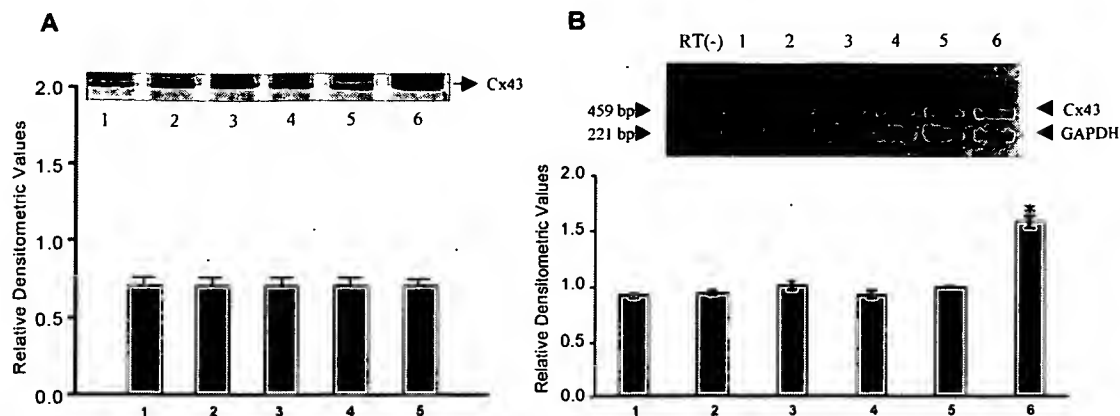 A
Cx43
1 2 3 4 5 6
Relative Densitometric Values
2.0
1.5
1.0
0.5
0.0
1 2 3 4 5
B
RT(-) 1 2 3 4 5 6
459 bp
221 bp
Cx43
GAPDH
Relative Densitometric Values
2.0
1.5
1.0
0.5
0.0
*
1 2 3 4 5 6